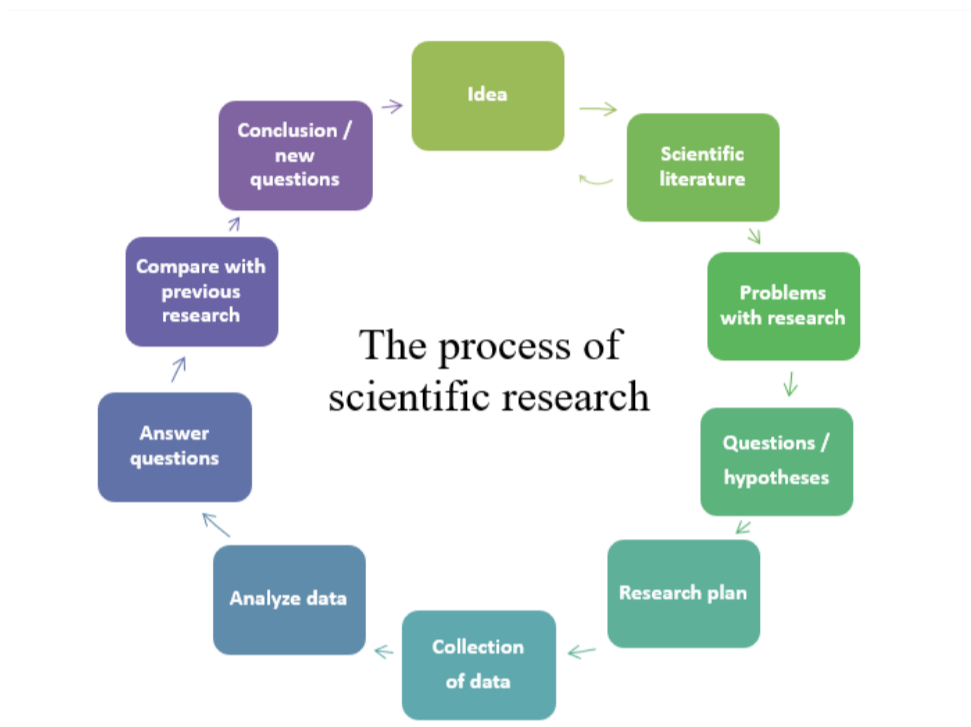 Idea
Scientific
literature
Problems
with research
Questions /
hypotheses
Research plan
Collection
of data
Analyze data
Answer
questions
Compare with
previous
research
Conclusion /
new
questions
The process of
scientific research